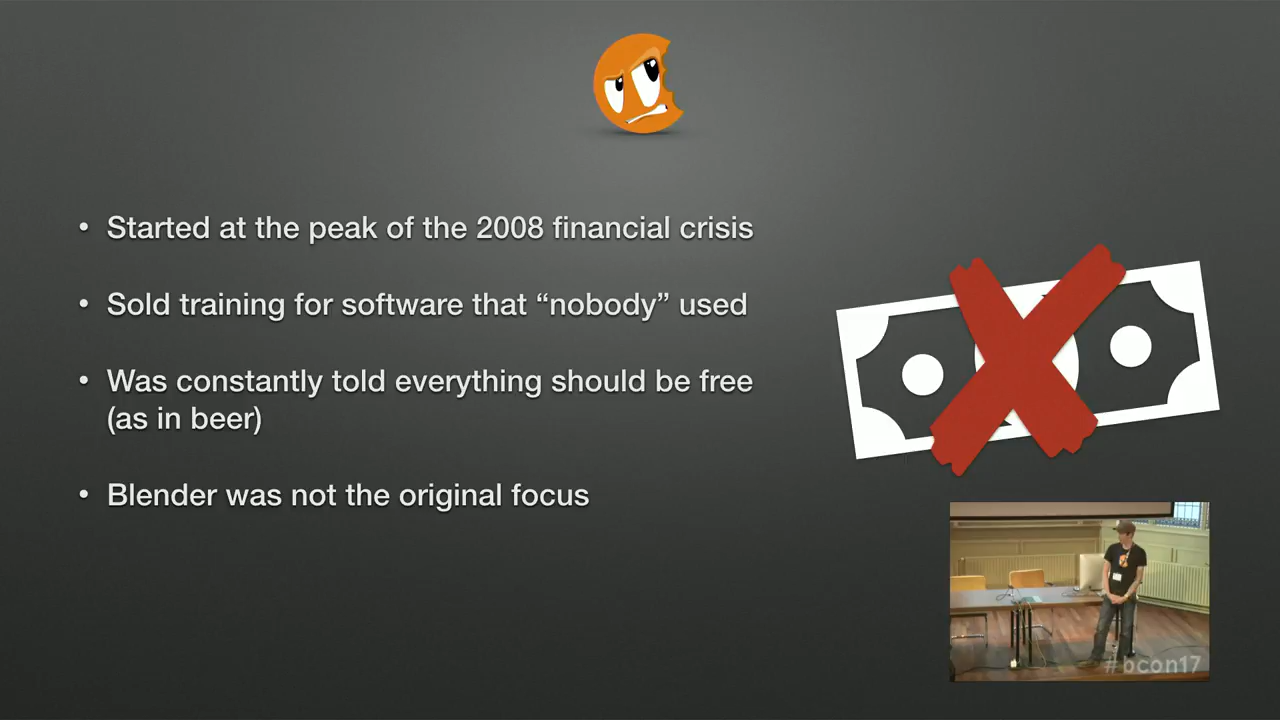 • Started at the peak of the 2008 financial crisis
• Sold training for software that “nobody” used
• Was constantly told everything should be free
(as in beer)
• Blender was not the original focus
#bcon17